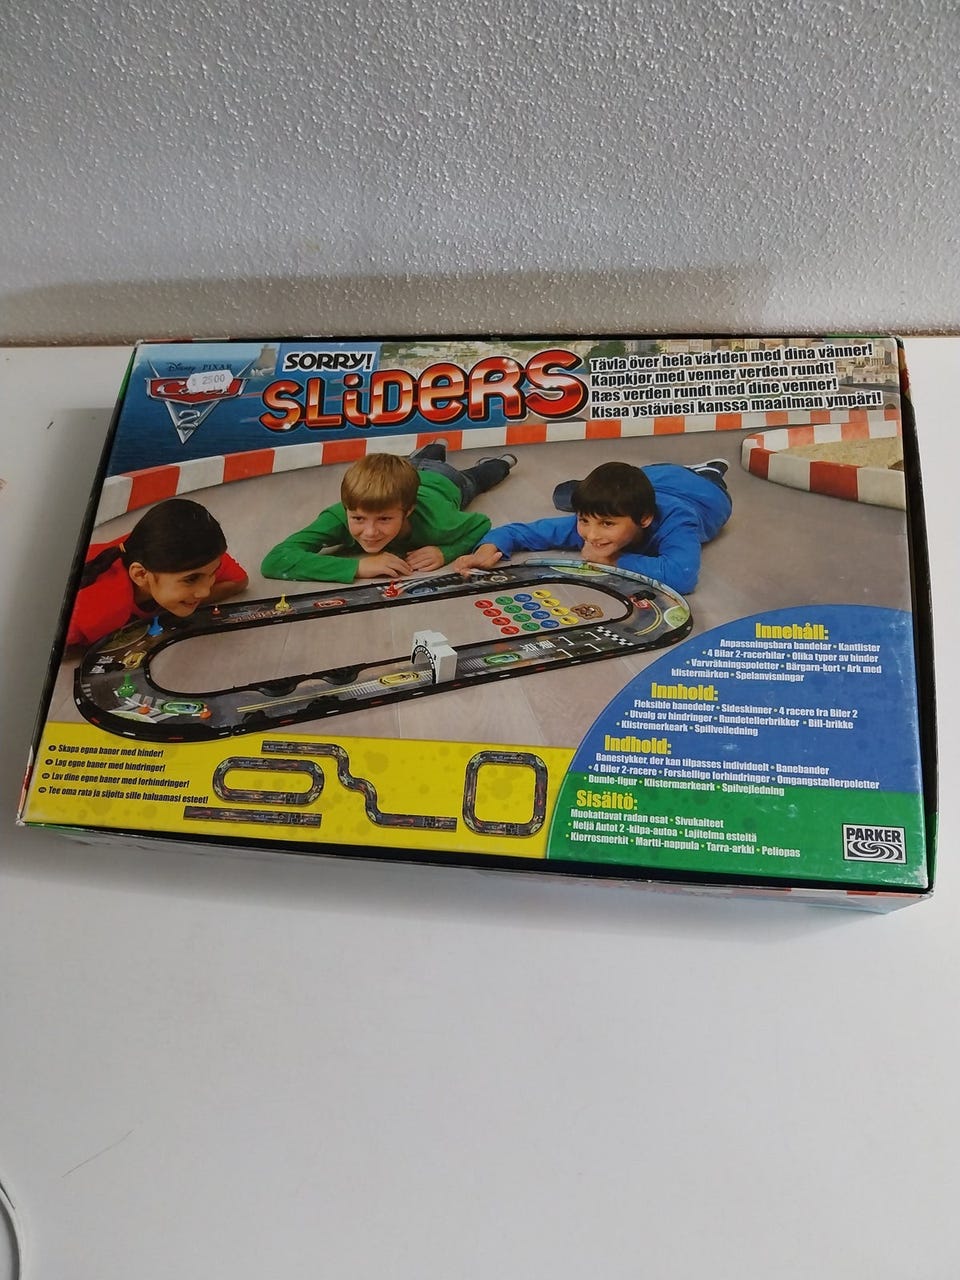 Disney PIXAR
Cars
2500
2
SORRY!
SLiDERS
Tävla över hela världen med dina vänner!
Kappkjør med venner verden rundt!
Ræs verden rundt med dine venner!
Kisaa ystäviesi kanssa maailman ympäri!
Innehåll:
Anpassningsbara bandelar • Kantlister
• 4 Bilar 2-racerbilar • Olika typer av hinder
• Varvräkningspoletter • Bärgarn-kort • Ark med
klistermärken • Spelanvisningar
Innhold:
Fleksible banedeler • Sideskinner • 4 racere fra Biler 2
• Utvalg av hindringer • Rundetellerbrikker • Bill-brikke
• Klistremerkeark • Spillveiledning
Indhold:
Banestykker, der kan tilpasses individuelt • Banebander
• 4 Biler 2-racere • Forskellige forhindringer • Omgangstællerpoletter
• Bumle-figur • Klistermærkeark • Spilvejledning
Sisältö:
Muokattavat radan osat • Sivukaiteet
• Neljä Autot 2 -kilpa-autoa • Lajitelma esteitä
• Kierrosmerkit • Martti-nappula • Tarra-arkki • Peliopas
Skapa egna banor med hinder!
Lag egne baner med hindringer!
Lav dine egne baner med forhindringer!
Tee oma rata ja sijoita sille haluamasi esteet!
PARKER